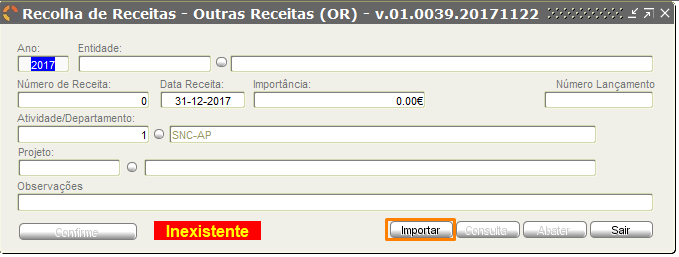 Recolha de Receitas - Outras Receitas (OR) - v.01.0039.20171122
Ano: Entidade:
2017
Número de Receita: Data Receita: Importância: Número Lançamento
0 31-12-2017 0.00€
Atividade/Departamento:
1 SNC-AP
Projeto:
Observações
Confirme Inexistente Importar Consulta Abater Sair